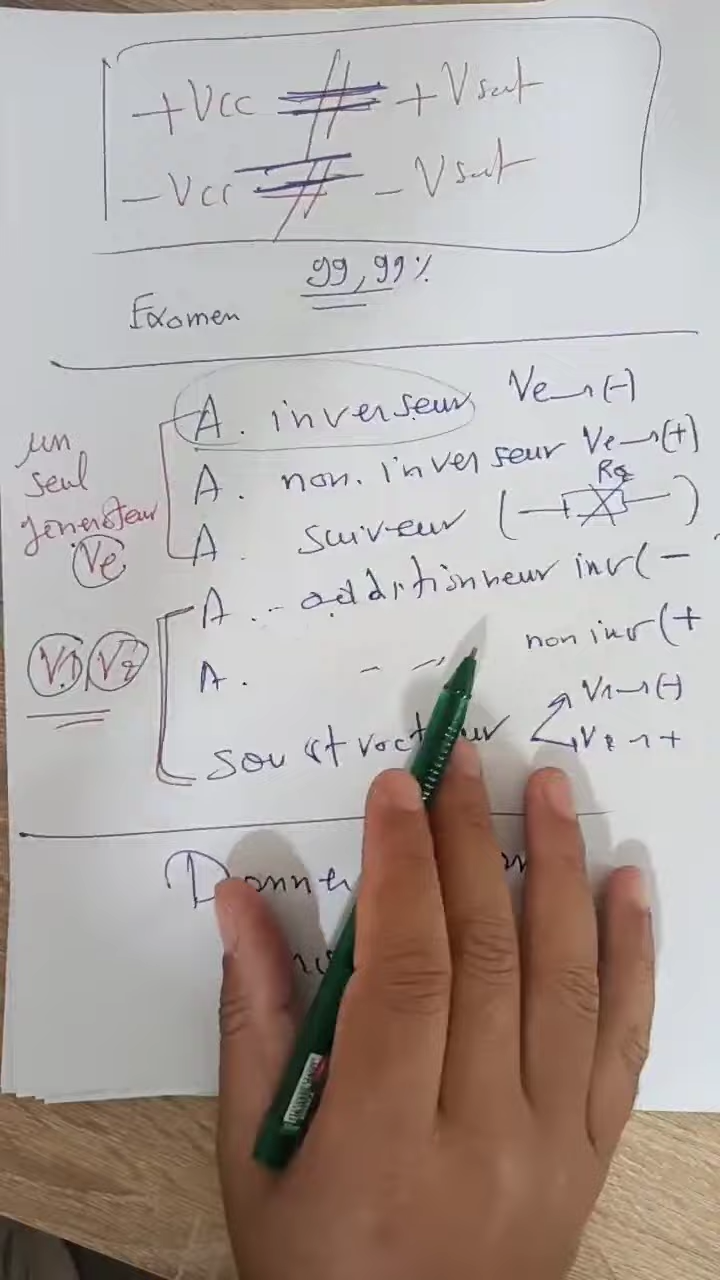 +Vcc ≠ +Vsat
-Vcc ≠ -Vsat
99,99%
Examen
un
seul
generateur
Ve
A. inverseur Ve→(-)
A. non. inverseur Ve→(+)
A. suiveur (
A. additionneur inv(-
A. - - non inv(+
V1 V2
soustracteur V1→(-)
V2→+
Donne